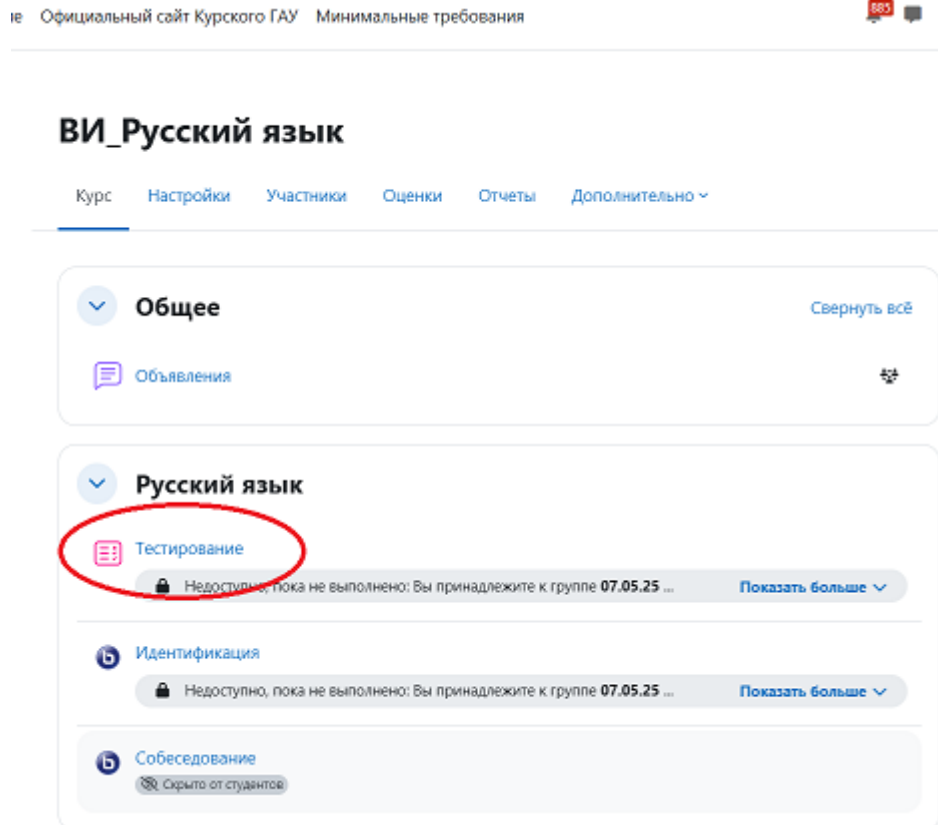 Официальный сайт Курского ГАУ Минимальные требования 885
ВИ_Русский язык
Курс Настройки Участники Оценки Отчеты Дополнительно
Общее Свернуть всё
Объявления
Русский язык
Тестирование
Недоступно, пока не выполнено: Вы принадлежите к группе 07.05.25 ... Показать больше
Идентификация
Недоступно, пока не выполнено: Вы принадлежите к группе 07.05.25 ... Показать больше
Собеседование
Скрыто от студентов